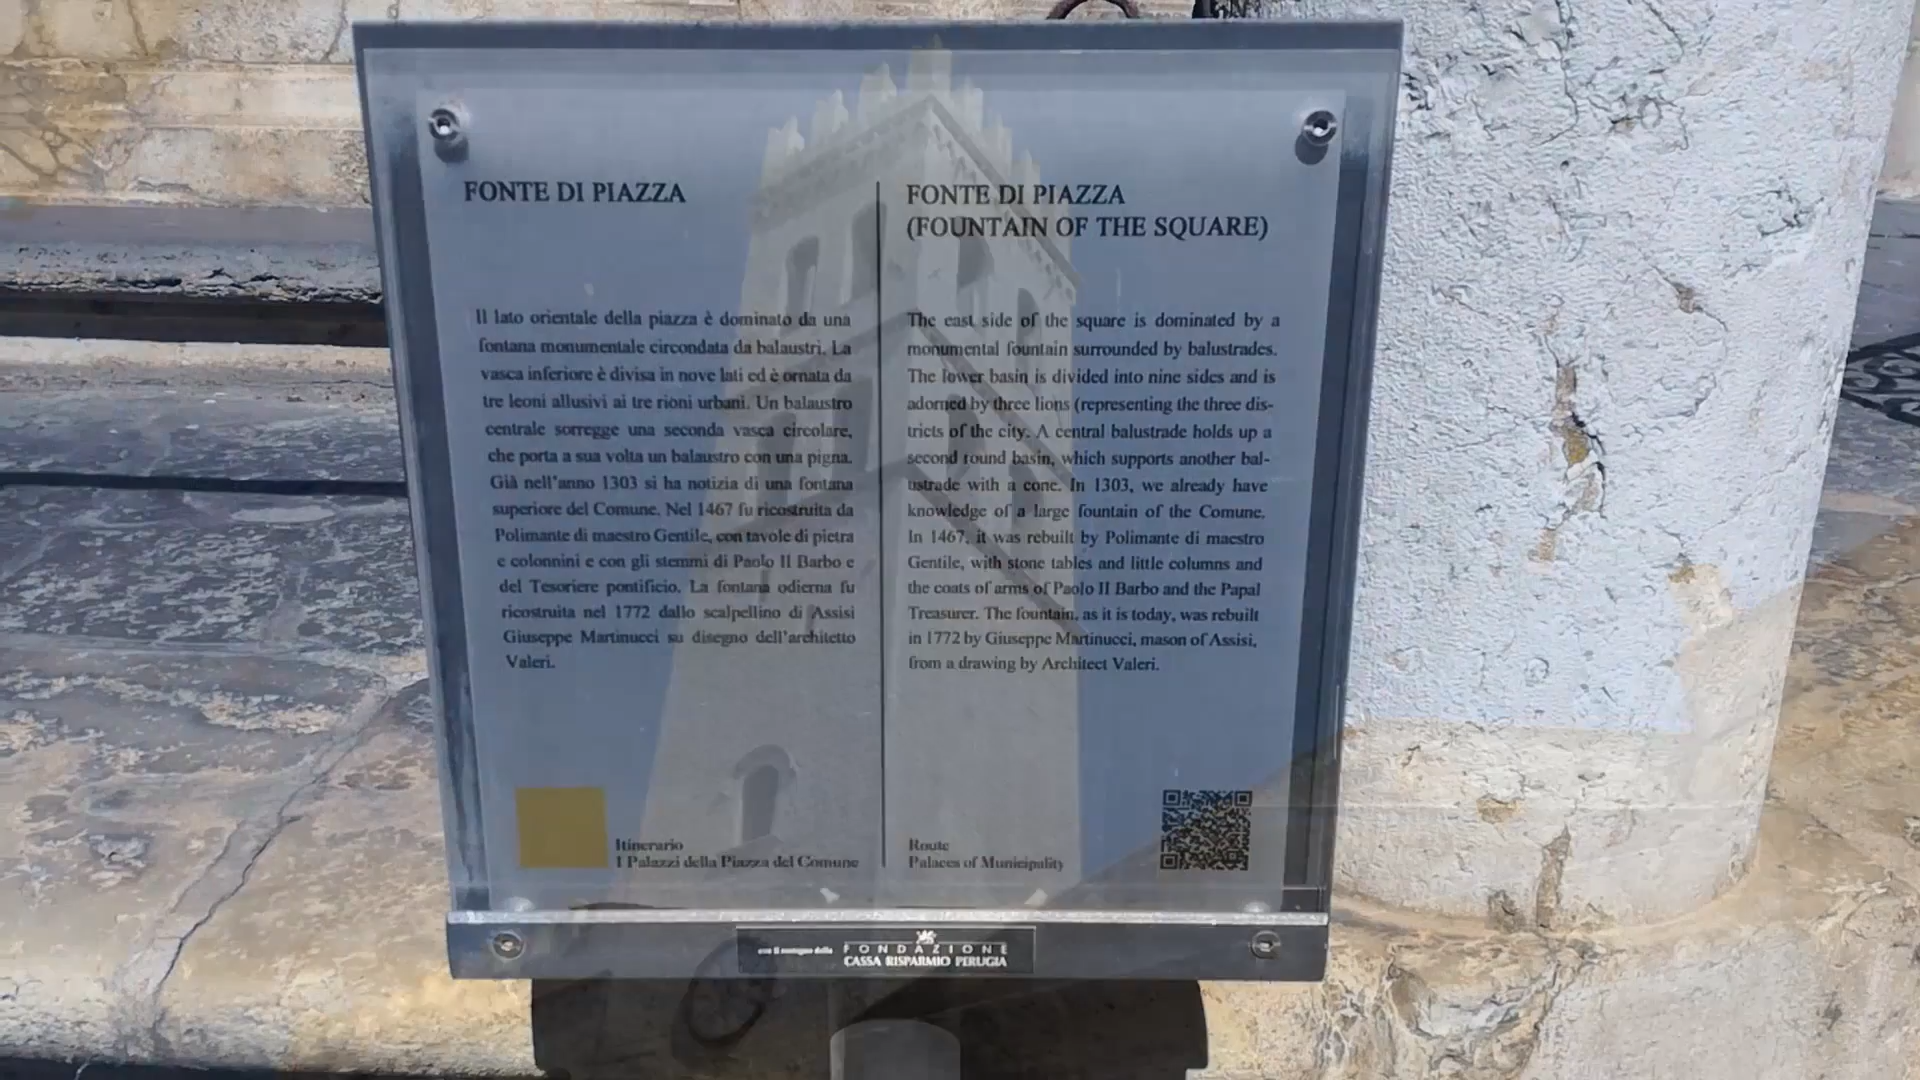 FONTE DI PIAZZA
Il lato orientale della piazza è dominato da una
fontana monumentale circondata da balaustri. La
vasca inferiore è divisa in nove lati ed è ornata da
tre leoni allusivi ai tre rioni urbani. Un balaustro
centrale sorregge una seconda vasca circolare,
che porta a sua volta un balaustro con una pigna.
Già nell'anno 1303 si ha notizia di una fontana
superiore del Comune. Nel 1467 fu ricostruita da
Polimante di maestro Gentile, con tavole di pietra
e colonnini e con gli stemmi di Paolo II Barbo e
del Tesoriere pontificio. La fontana odierna fu
ricostruita nel 1772 dallo scalpellino di Assisi
Giuseppe Martinucci su disegno dell'architetto
Valeri.
Itinerario
I Palazzi della Piazza del Comune
FONTE DI PIAZZA
(FOUNTAIN OF THE SQUARE)
The east side of the square is dominated by a
monumental fountain surrounded by balustrades.
The lower basin is divided into nine sides and is
adorned by three lions (representing the three dis-
tricts of the city. A central balustrade holds up a
second round basin, which supports another bal-
ustrade with a cone. In 1303, we already have
knowledge of a large fountain of the Comune.
In 1467, it was rebuilt by Polimante di maestro
Gentile, with stone tables and little columns and
the coats of arms of Paolo II Barbo and the Papal
Treasurer. The fountain, as it is today, was rebuilt
in 1772 by Giuseppe Martinucci, mason of Assisi,
from a drawing by Architect Valeri.
Route
Palaces of Municipality
con il sostegno della
FONDAZIONE
CASSA RISPARMIO PERUGIA